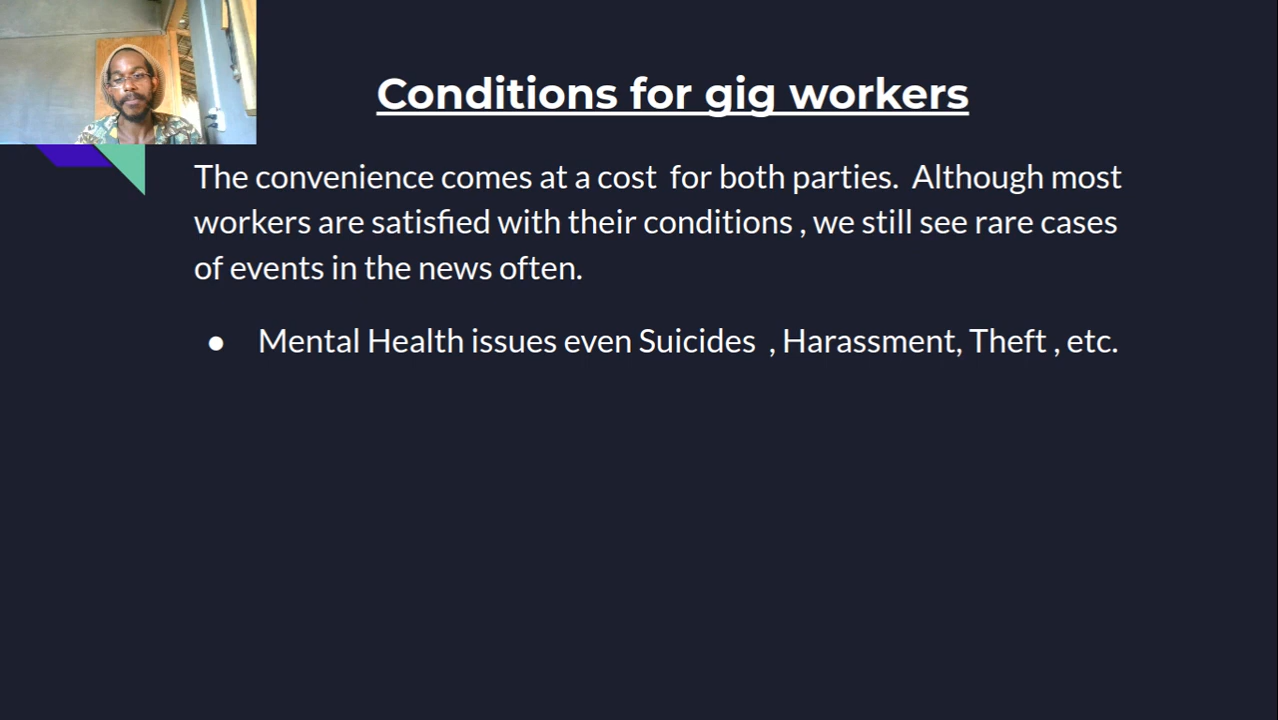 Conditions for gig workers
The convenience comes at a cost  for both parties.  Although most
workers are satisfied with their conditions , we still see rare cases
of events in the news often.
● Mental Health issues even Suicides  , Harassment, Theft , etc.